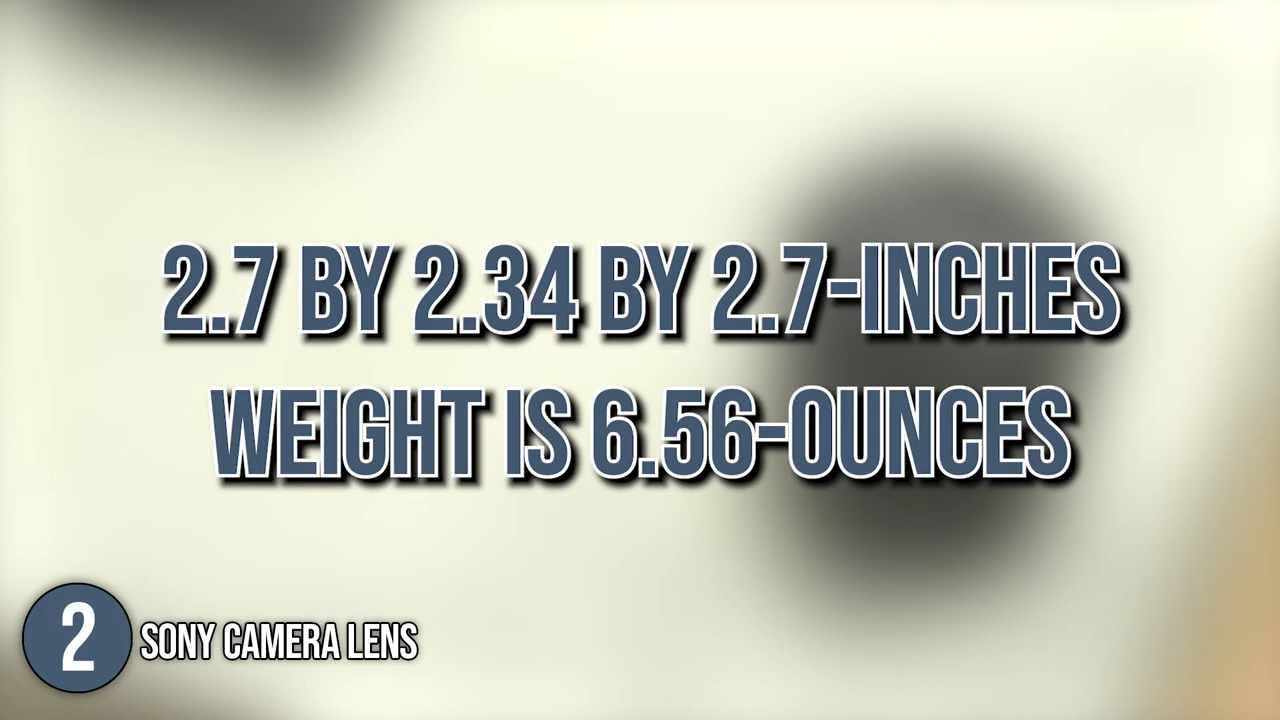 2.7 BY 2.34 BY 2.7-INCHES
WEIGHT IS 6.56-OUNCES
2 SONY CAMERA LENS